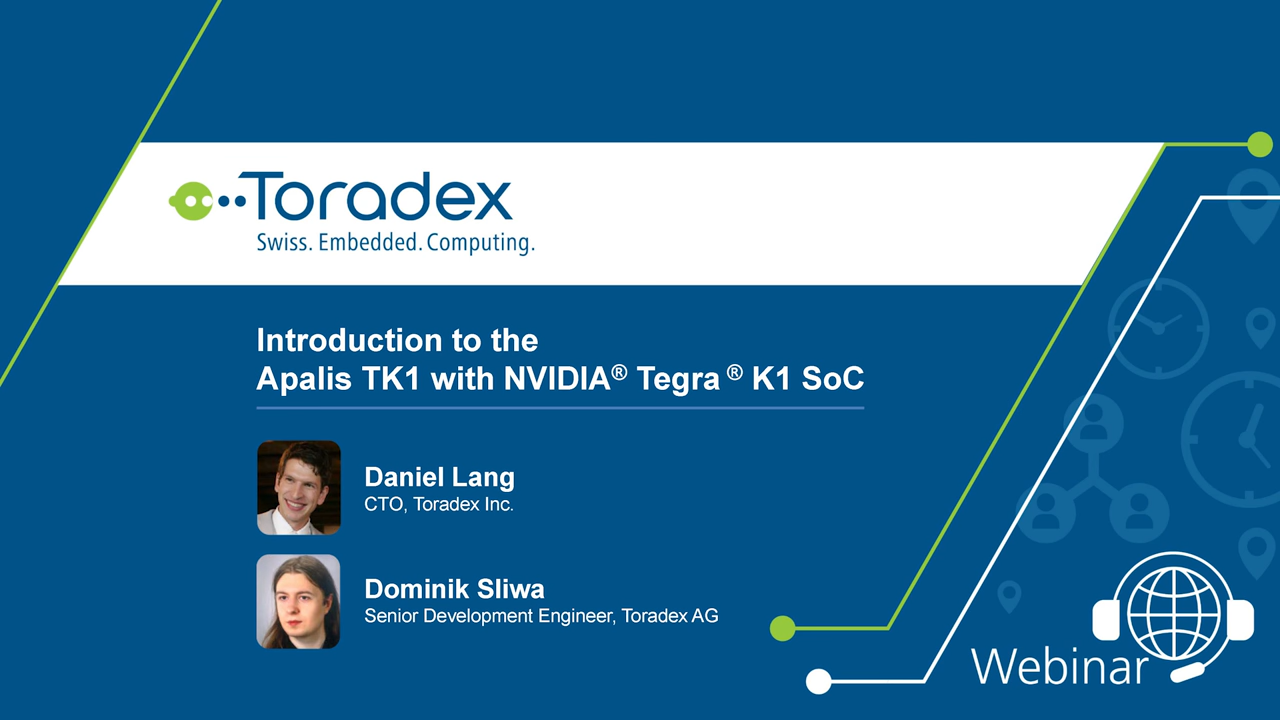 Toradex
Swiss. Embedded. Computing.
Introduction to the
Apalis TK1 with NVIDIA® Tegra ® K1 SoC
Daniel Lang
CTO, Toradex Inc.
Dominik Sliwa
Senior Development Engineer, Toradex AG
Webinar